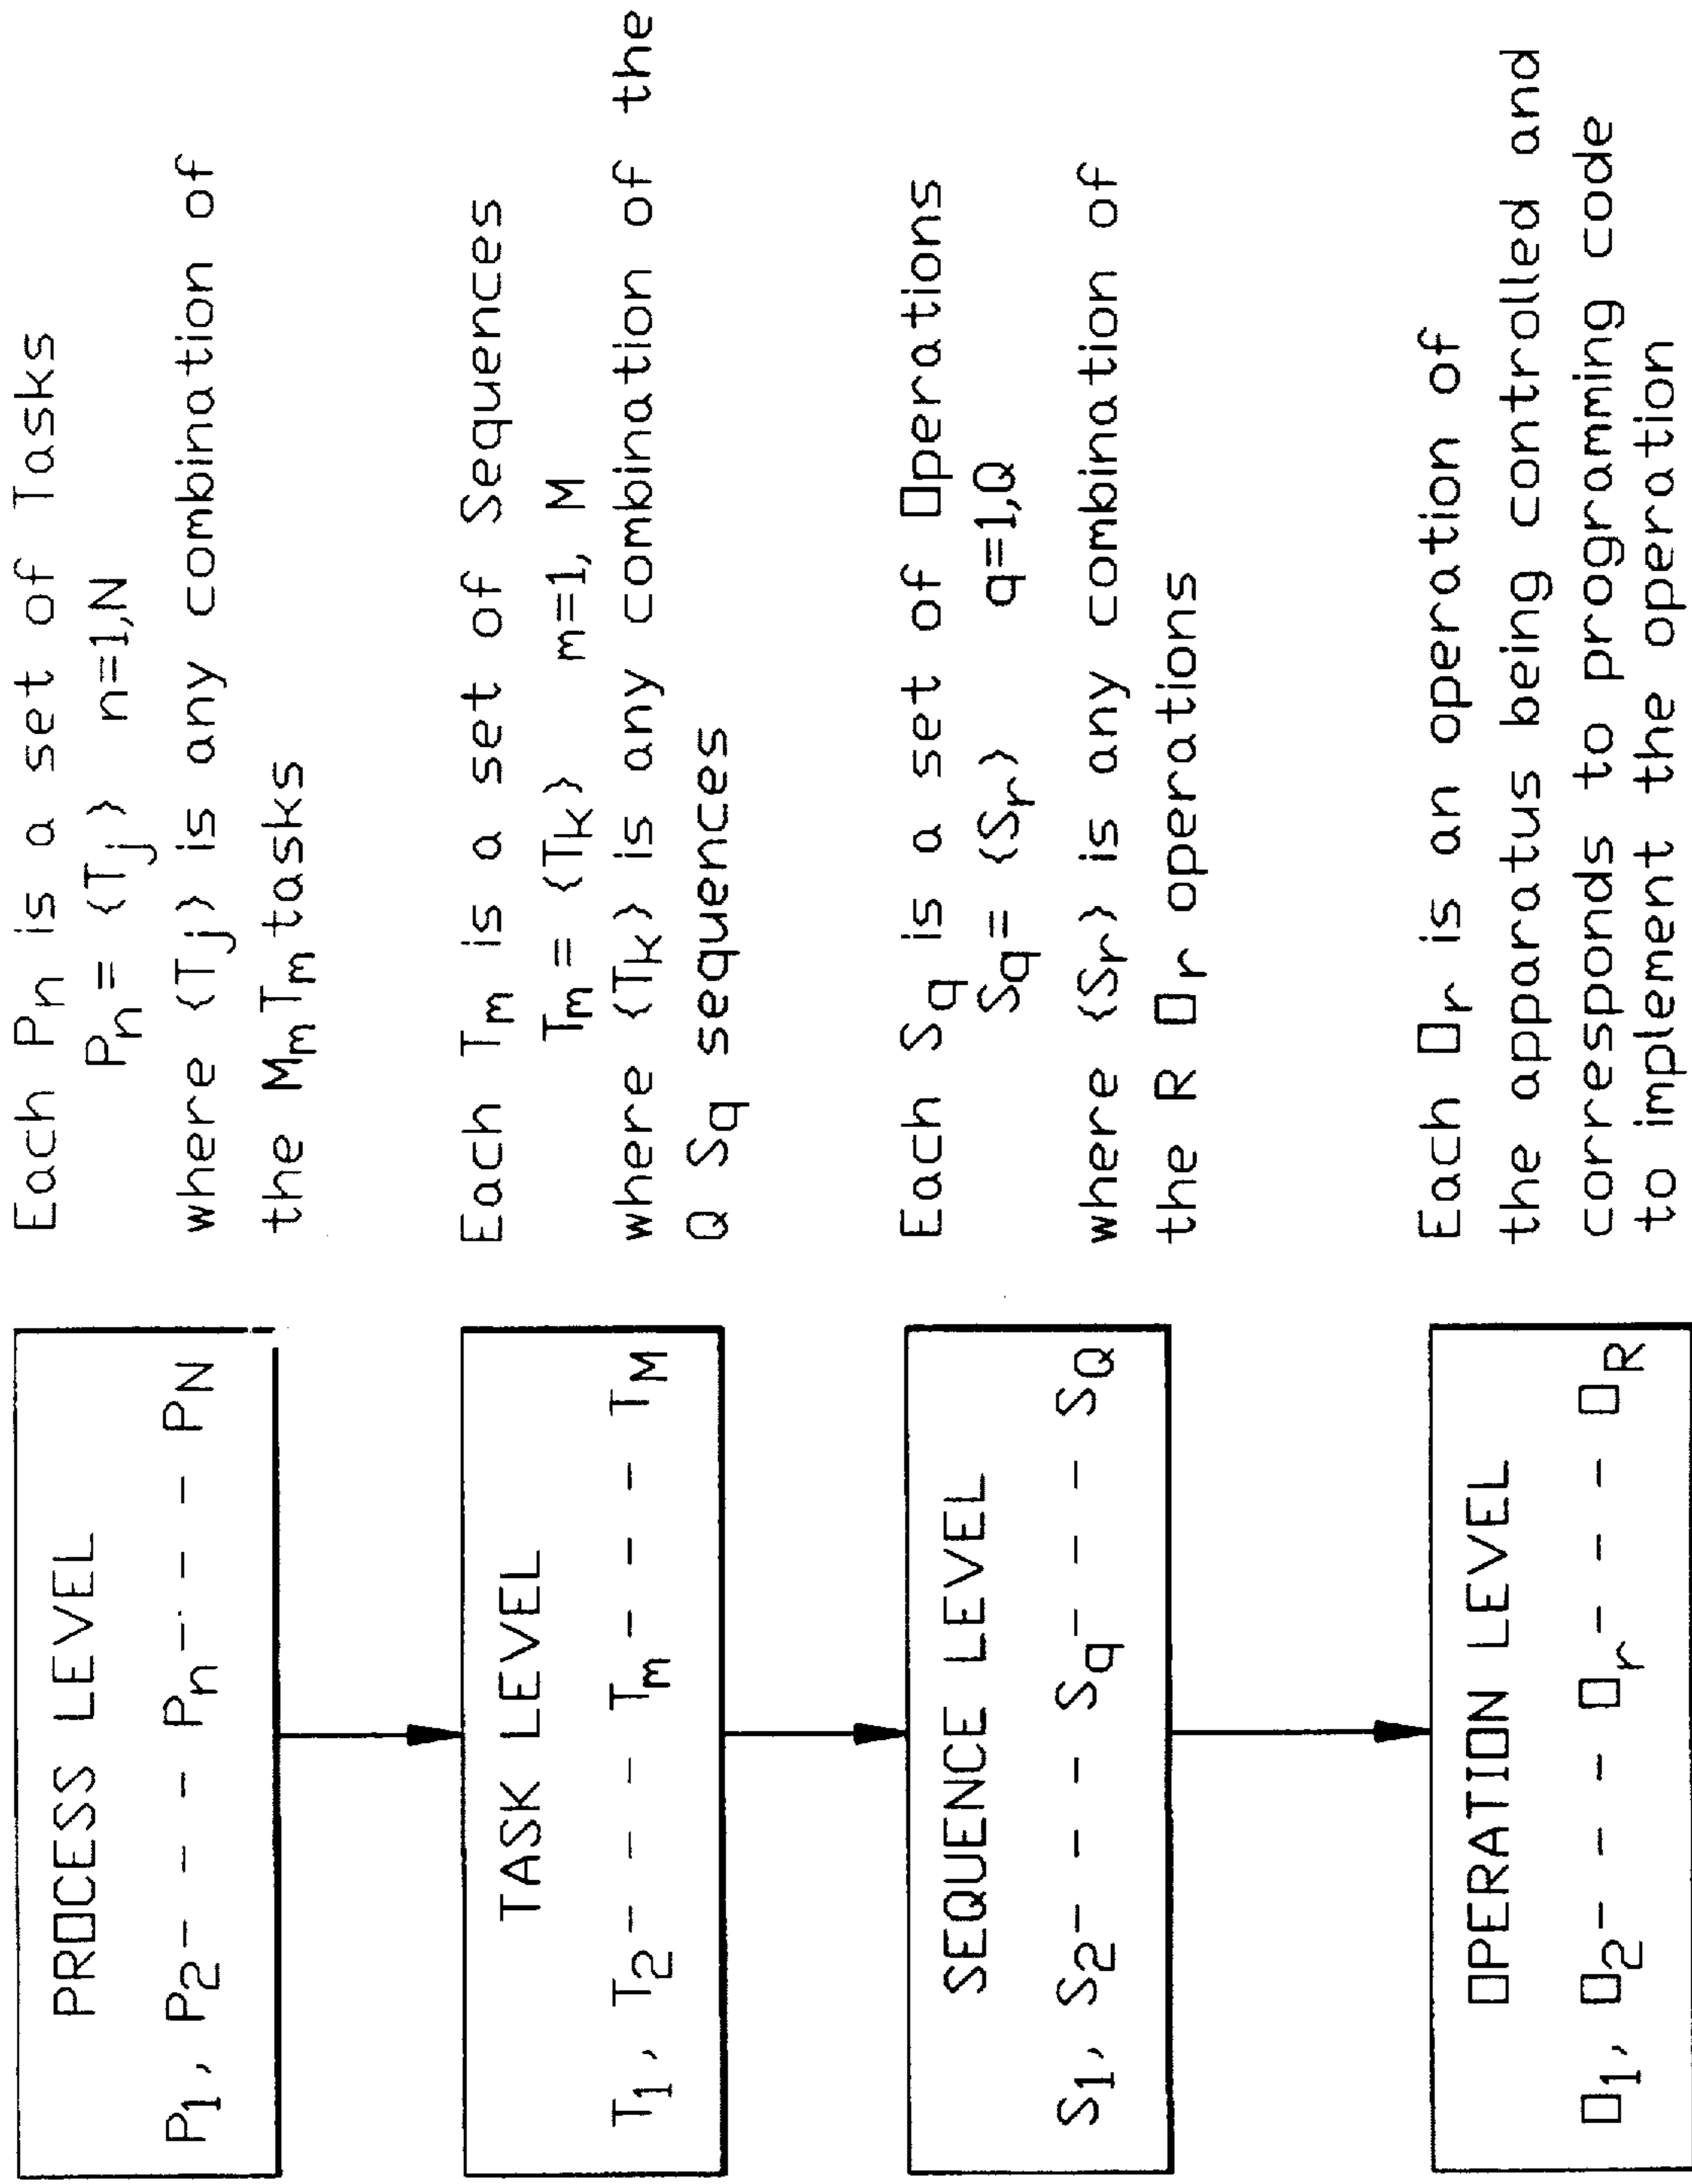 PROCESS LEVEL
P1, P2 - - - Pn - - - - PN
Each Pn is a set of Tasks
Pn = {Tj} n=1,N
where {Tj} is any combination of
the MmTm tasks
TASK LEVEL
T1, T2 - - - - Tm - - - - TM
Each Tm is a set of Sequences
Tm = {Tk} m=1, M
where {Tk} is any combination of the
Q Sq sequences
SEQUENCE LEVEL
S1, S2 - - - - Sq - - - - SQ
Each Sq is a set of Operations
Sq = {Sr} q=1,Q
where {Sr} is any combination of
the R Or operations
OPERATION LEVEL
O1, O2 - - - - Or - - - - OR
Each Or is an operation of
the apparatus being controlled and
corresponds to programming code
to implement the operation